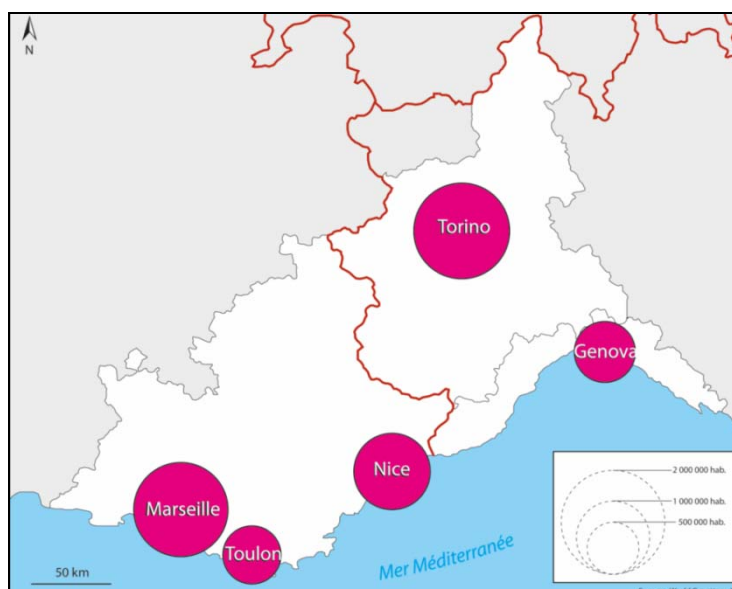 N
Torino
Genova
Nice
Marseille
Toulon
Mer Méditerranée
2 000 000 hab.
1 000 000 hab.
500 000 hab.
50 km